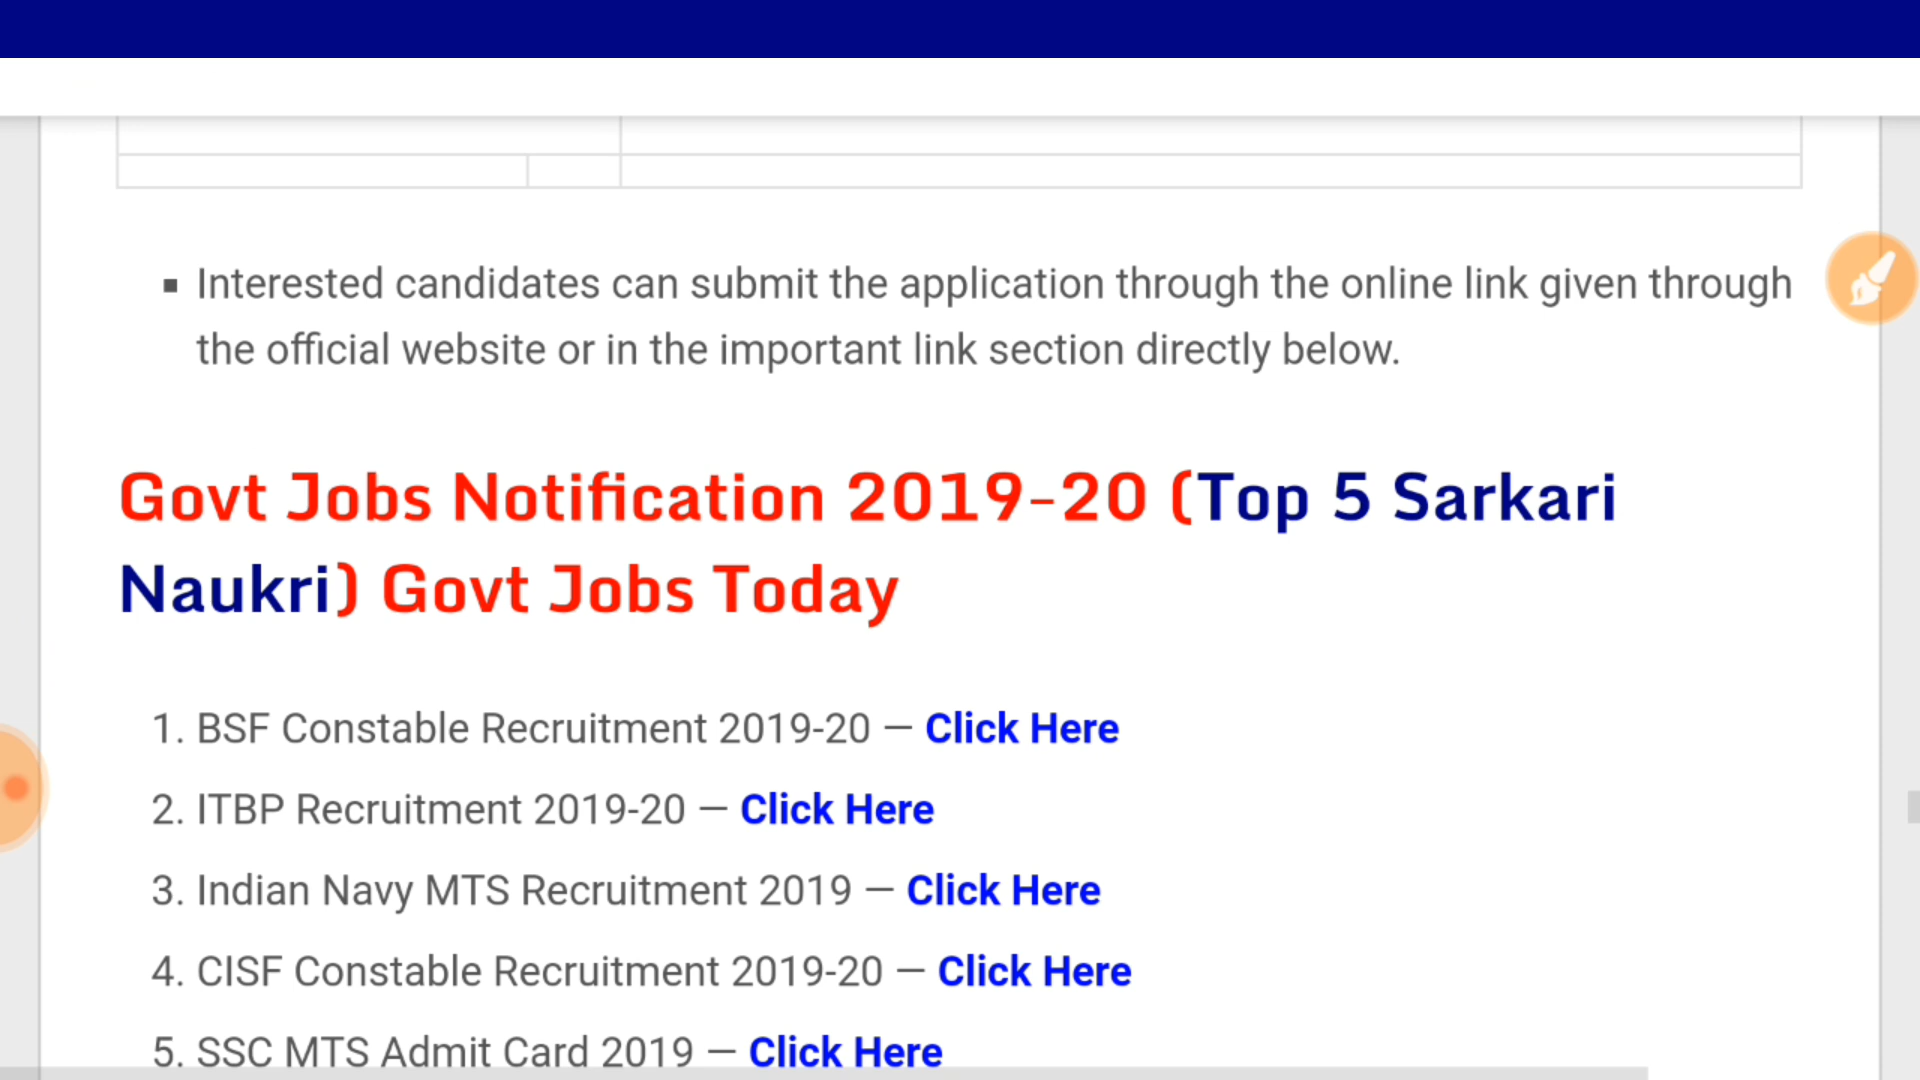 ▪ Interested candidates can submit the application through the online link given through
the official website or in the important link section directly below.
Govt Jobs Notification 2019-20 (Top 5 Sarkari
Naukri) Govt Jobs Today
1. BSF Constable Recruitment 2019-20 — Click Here
2. ITBP Recruitment 2019-20 — Click Here
3. Indian Navy MTS Recruitment 2019 — Click Here
4. CISF Constable Recruitment 2019-20 — Click Here
5. SSC MTS Admit Card 2019 — Click Here